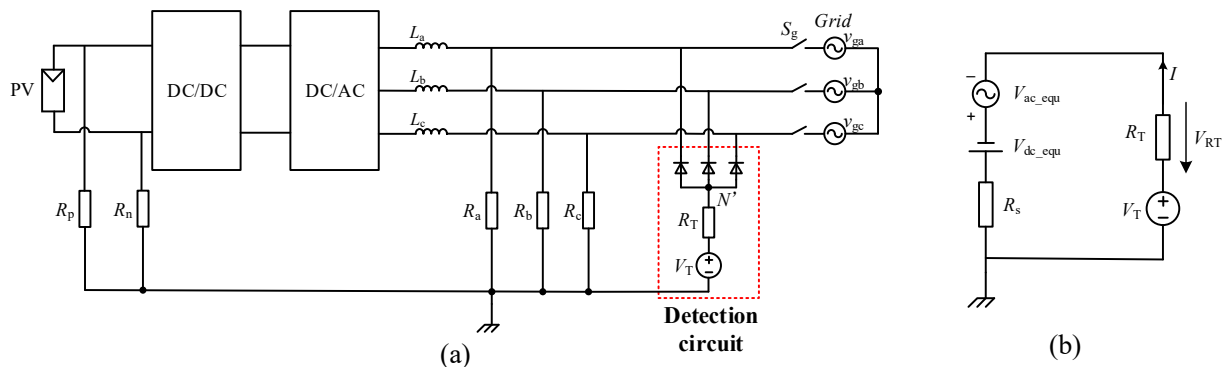 PV
DC/DC
DC/AC
La
Lb
Lc
Sg
Grid
vga
vgb
vgc
Rp
Rn
Ra
Rb
Rc
N’
RT
VT
+
−
Detection
circuit
(a)
−
Vac_equ
+
Vdc_equ
Rs
I
RT
VRT
VT
+
−
(b)